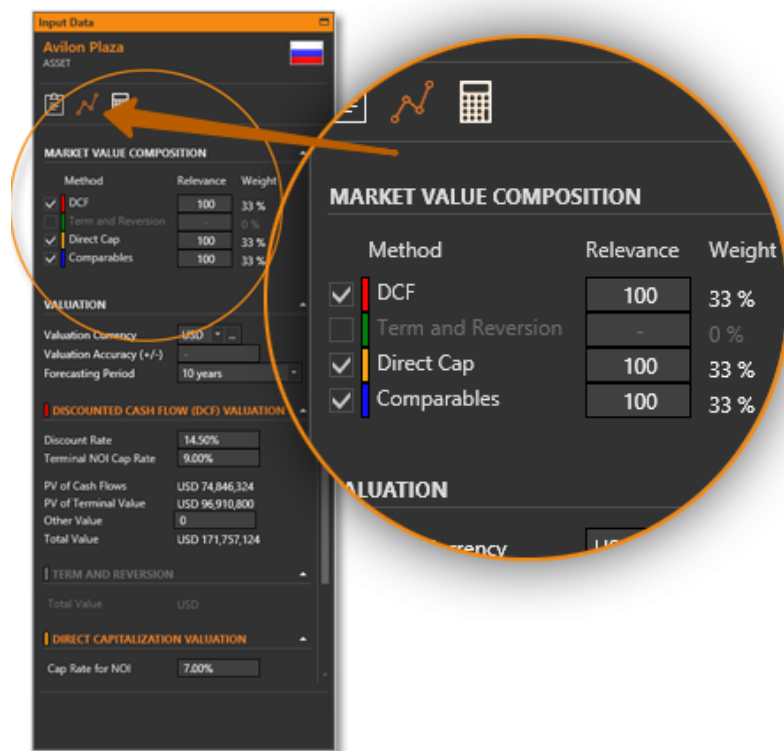 Input Data
Avilon Plaza
ASSET
MARKET VALUE COMPOSITION
Method Relevance Weight
DCF 100 33 %
Term and Reversion - 0 %
Direct Cap 100 33 %
Comparables 100 33 %
VALUATION
Valuation Currency USD ...
Valuation Accuracy (+/-) -
Forecasting Period 10 years
DISCOUNTED CASH FLOW (DCF) VALUATION
Discount Rate 14.50%
Terminal NOI Cap Rate 9.00%
PV of Cash Flows USD 74,846,324
PV of Terminal Value USD 96,910,800
Other Value 0
Total Value USD 171,757,124
TERM AND REVERSION
Total Value USD
DIRECT CAPITALIZATION VALUATION
Cap Rate for NOI 7.00%
MARKET VALUE COMPOSITION
Method Relevance Weight
DCF 100 33 %
Term and Reversion - 0 %
Direct Cap 100 33 %
Comparables 100 33 %
ALUATION